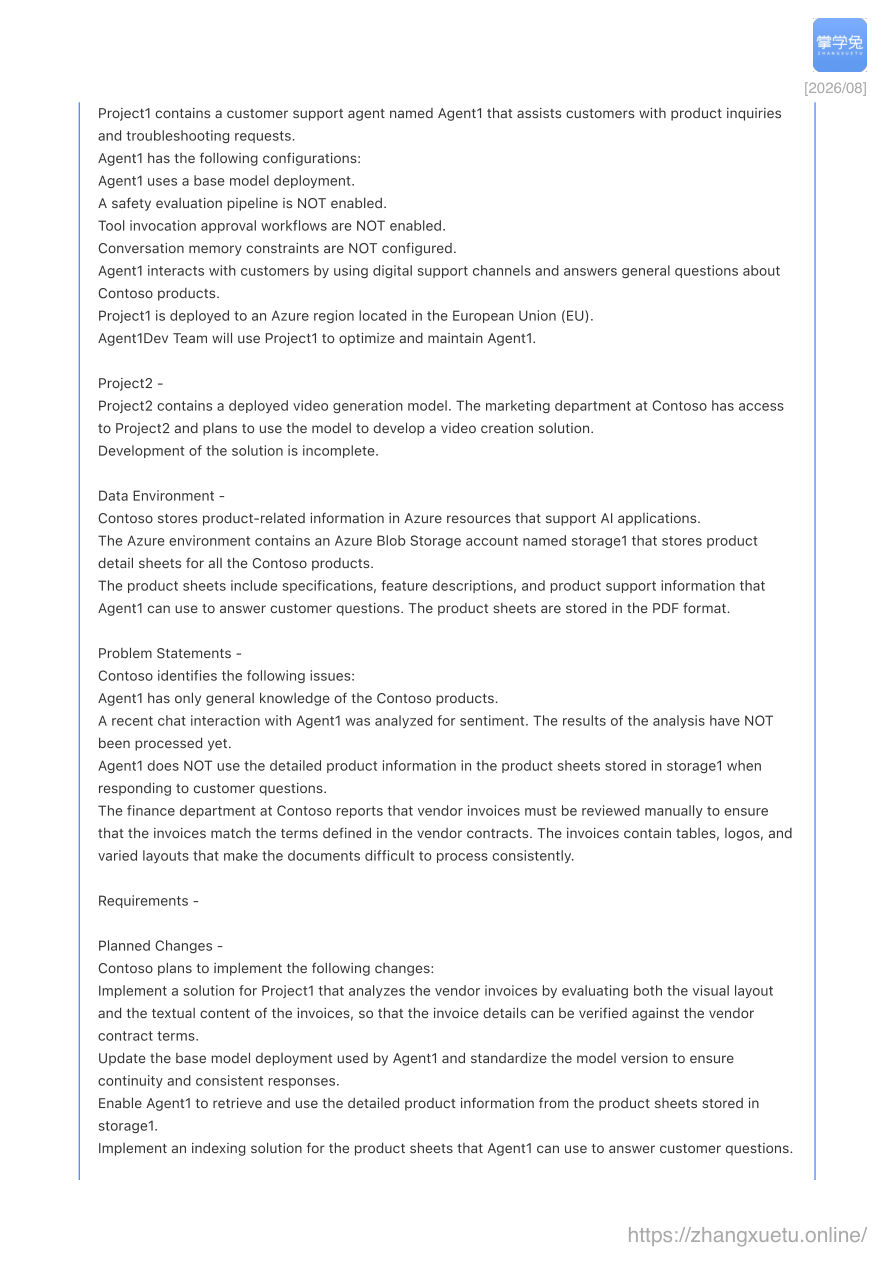 掌学兔
ZHANGXUETU
[2026/08]
Project1 contains a customer support agent named Agent1 that assists customers with product inquiries
and troubleshooting requests.
Agent1 has the following configurations:
Agent1 uses a base model deployment.
A safety evaluation pipeline is NOT enabled.
Tool invocation approval workflows are NOT enabled.
Conversation memory constraints are NOT configured.
Agent1 interacts with customers by using digital support channels and answers general questions about
Contoso products.
Project1 is deployed to an Azure region located in the European Union (EU).
Agent1Dev Team will use Project1 to optimize and maintain Agent1.
Project2 -
Project2 contains a deployed video generation model. The marketing department at Contoso has access
to Project2 and plans to use the model to develop a video creation solution.
Development of the solution is incomplete.
Data Environment -
Contoso stores product-related information in Azure resources that support AI applications.
The Azure environment contains an Azure Blob Storage account named storage1 that stores product
detail sheets for all the Contoso products.
The product sheets include specifications, feature descriptions, and product support information that
Agent1 can use to answer customer questions. The product sheets are stored in the PDF format.
Problem Statements -
Contoso identifies the following issues:
Agent1 has only general knowledge of the Contoso products.
A recent chat interaction with Agent1 was analyzed for sentiment. The results of the analysis have NOT
been processed yet.
Agent1 does NOT use the detailed product information in the product sheets stored in storage1 when
responding to customer questions.
The finance department at Contoso reports that vendor invoices must be reviewed manually to ensure
that the invoices match the terms defined in the vendor contracts. The invoices contain tables, logos, and
varied layouts that make the documents difficult to process consistently.
Requirements -
Planned Changes -
Contoso plans to implement the following changes:
Implement a solution for Project1 that analyzes the vendor invoices by evaluating both the visual layout
and the textual content of the invoices, so that the invoice details can be verified against the vendor
contract terms.
Update the base model deployment used by Agent1 and standardize the model version to ensure
continuity and consistent responses.
Enable Agent1 to retrieve and use the detailed product information from the product sheets stored in
storage1.
Implement an indexing solution for the product sheets that Agent1 can use to answer customer questions.
https://zhangxuetu.online/